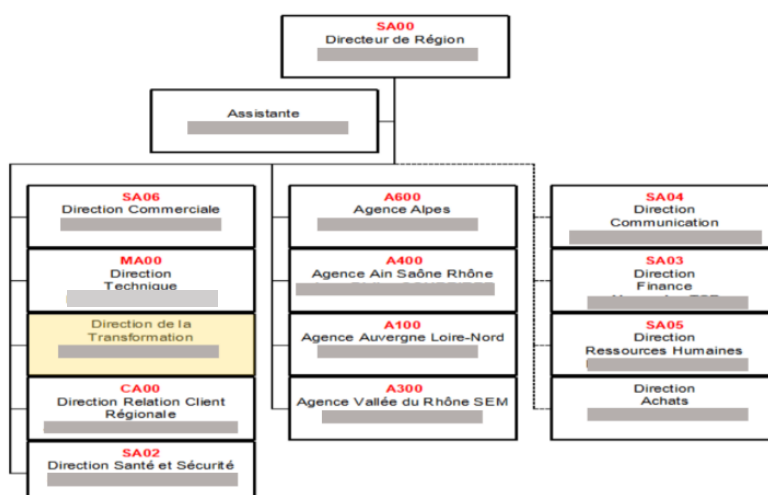 SA00
Directeur de Région
Assistante
SA06
Direction Commerciale
MA00
Direction
Technique
Direction de la
Transformation
CA00
Direction Relation Client
Régionale
SA02
Direction Santé et Sécurité
A600
Agence Alpes
A400
Agence Ain Saône Rhône
A100
Agence Auvergne Loire-Nord
A300
Agence Vallée du Rhône SEM
SA04
Direction
Communication
SA03
Direction
Finance
SA05
Direction
Ressources Humaines
Direction
Achats